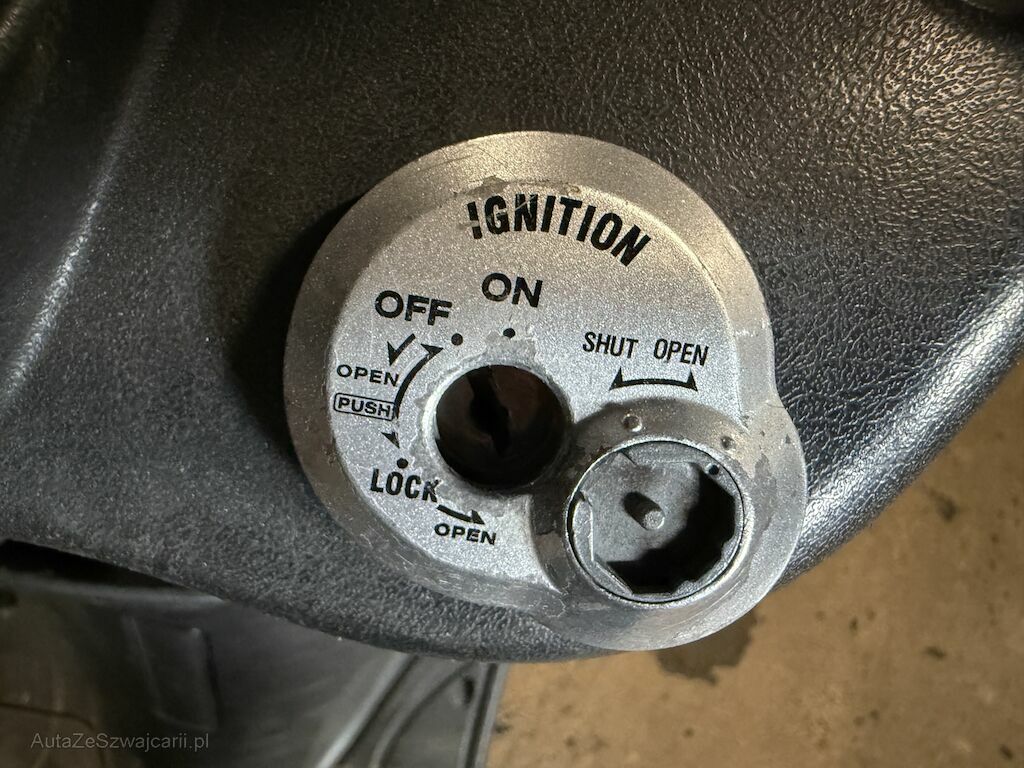 IGNITION
ON
OFF
SHUT OPEN
OPEN
PUSH
LOCK
OPEN
AutaZeSzwajcarii.pl